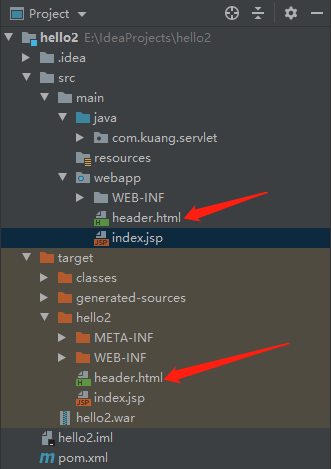 Project
hello2 E:\IdeaProjects\hello2
.idea
src
main
java
com.kuang.servlet
resources
webapp
WEB-INF
header.html
index.jsp
target
classes
generated-sources
hello2
META-INF
WEB-INF
header.html
index.jsp
hello2.war
hello2.iml
pom.xml